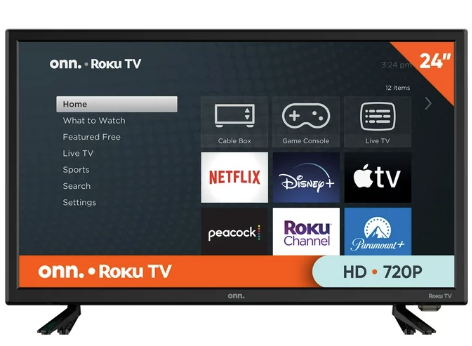 onn. • Roku TV
24"
3:24 pm
12 items
Home
What to Watch
Featured Free
Live TV
Sports
Search
Settings
Cable Box
Game Console
Live TV
NETFLIX
Disney+
tv
peacock
Roku
Channel
Paramount+
onn. • Roku TV
HD • 720P
onn.
Roku TV